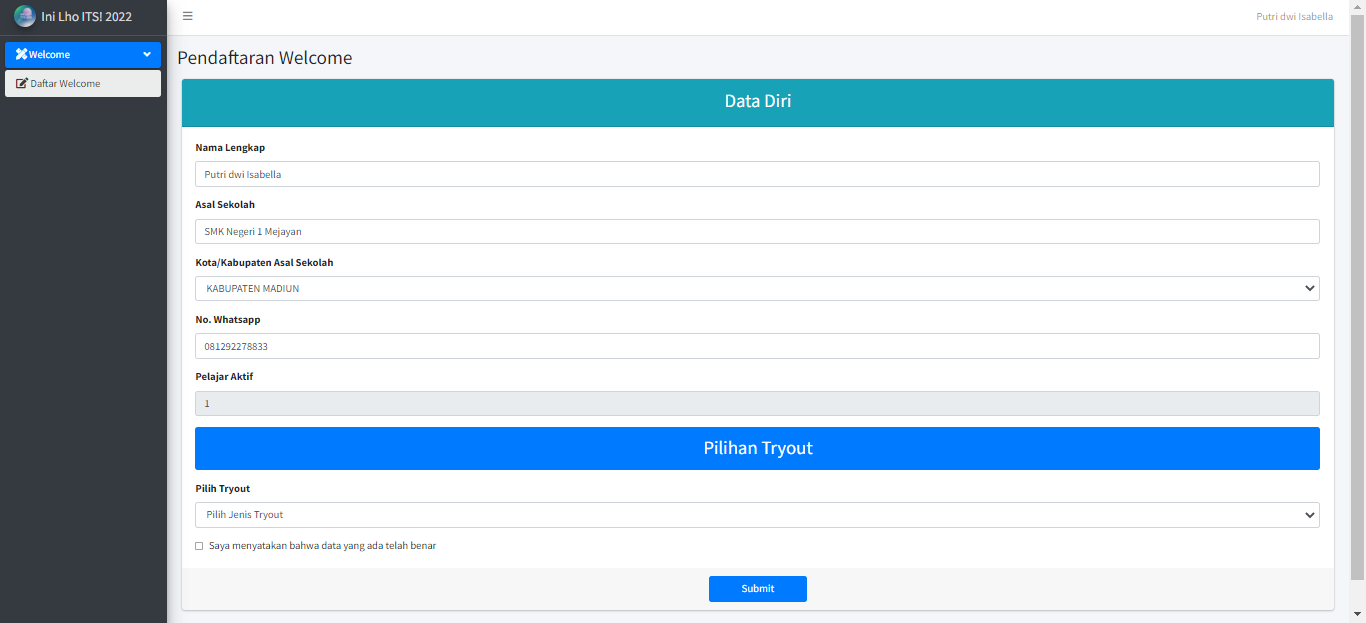 Ini Lho ITS! 2022
Putri dwi Isabella
Welcome
Daftar Welcome
Pendaftaran Welcome
Data Diri
Nama Lengkap
Putri dwi Isabella
Asal Sekolah
SMK Negeri 1 Mejayan
Kota/Kabupaten Asal Sekolah
KABUPATEN MADIUN
No. Whatsapp
081292278833
Pelajar Aktif
1
Pilihan Tryout
Pilih Tryout
Pilih Jenis Tryout
Saya menyatakan bahwa data yang ada telah benar
Submit